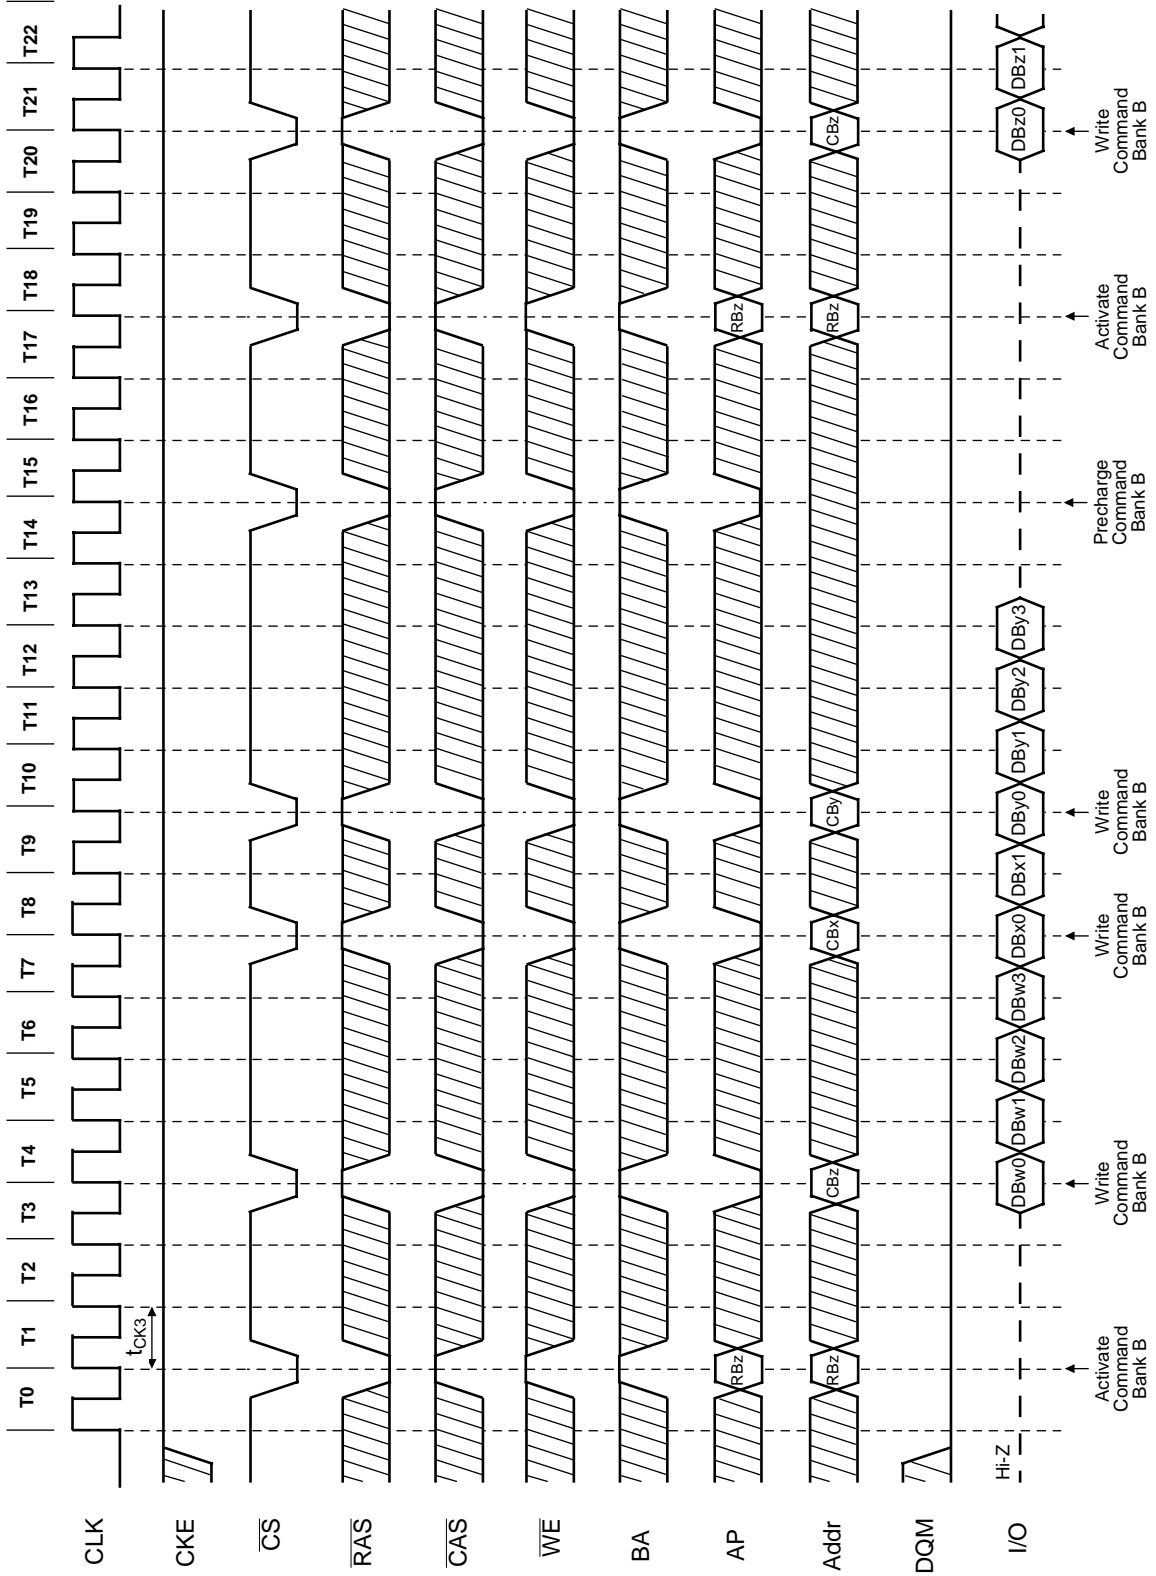 T0 T1 T2 T3 T4 T5 T6 T7 T8 T9 T10 T11 T12 T13 T14 T15 T16 T17 T18 T19 T20 T21 T22
CLK
tCK3
CKE
CS
RAS
CAS
WE
BA
AP RBz RBz
Addr RBz CBz CBx CBy RBz CBz
DQM
Hi-Z
I/O DBw0 DBw1 DBw2 DBw3 DBx0 DBx1 DBy0 DBy1 DBy2 DBy3 DBz0 DBz1
Activate
Command
Bank B
Write
Command
Bank B
Write
Command
Bank B
Write
Command
Bank B
Precharge
Command
Bank B
Activate
Command
Bank B
Write
Command
Bank B